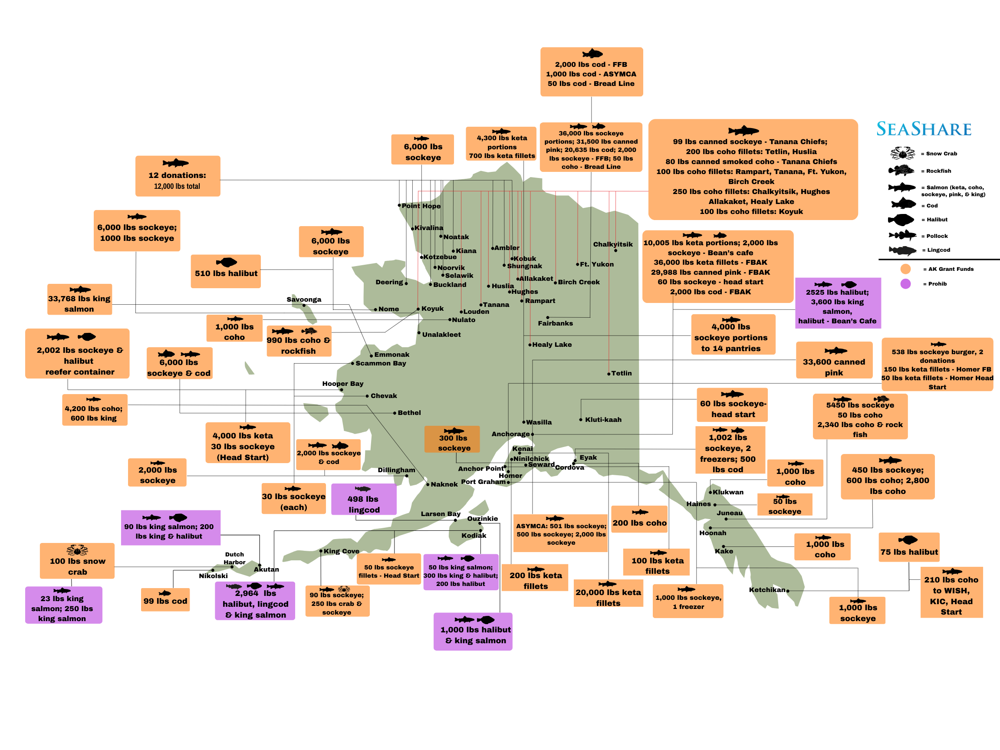 2,000 lbs cod - FFB
1,000 lbs cod - ASYMCA
50 lbs cod - Bread Line
SEASHARE
= Snow Crab
= Rockfish
= Salmon (keta, coho,
sockeye, pink, & king)
= Cod
= Halibut
= Pollock
= Lingcod
= AK Grant Funds
= Prohib
36,000 lbs sockeye
portions; 31,500 lbs canned
pink; 20,635 lbs cod; 2,000
lbs sockeye - FFB; 50 lbs
coho - Bread Line
4,300 lbs keta
portions
700 lbs keta fillets
6,000 lbs
sockeye
99 lbs canned sockeye - Tanana Chiefs;
200 lbs coho fillets: Tetlin, Huslia
80 lbs canned smoked coho - Tanana Chiefs
100 lbs coho fillets: Rampart, Tanana, Ft. Yukon,
Birch Creek
250 lbs coho fillets: Chalkyitsik, Hughes
Allakaket, Healy Lake
100 lbs coho fillets: Koyuk
12 donations:
12,000 lbs total
6,000 lbs sockeye;
1000 lbs sockeye
6,000 lbs
sockeye
510 lbs halibut
33,768 lbs king
salmon
1,000 lbs
coho
990 lbs coho &
rockfish
2,002 lbs sockeye &
halibut
reefer container
6,000 lbs
sockeye & cod
4,200 lbs coho;
600 lbs king
4,000 lbs keta
30 lbs sockeye
(Head Start)
2,000 lbs sockeye
& cod
2,000 lbs
sockeye
30 lbs sockeye
(each)
498 lbs
lingcod
300 lbs
sockeye
10,005 lbs keta portions; 2,000 lbs
sockeye - Bean's cafe
36,000 lbs keta fillets - FBAK
29,988 lbs canned pink - FBAK
60 lbs sockeye - head start
2,000 lbs cod - FBAK
2525 lbs halibut;
3,600 lbs king
salmon,
halibut - Bean's Cafe
4,000 lbs
sockeye portions
to 14 pantries
33,600 canned
pink
538 lbs sockeye burger, 2
donations
150 lbs keta fillets - Homer FB
50 lbs keta fillets - Homer Head
Start
60 lbs sockeye-
head start
5450 lbs sockeye
50 lbs coho
2,340 lbs coho & rock
fish
1,002 lbs
sockeye, 2
freezers; 500
lbs cod
1,000 lbs
coho
450 lbs sockeye;
600 lbs coho; 2,800
lbs coho
50 lbs
sockeye
Point Hope
Kivalina
Noatak
Kiana
Ambler
Chalkyitsik
Kotzebue
Kobuk
Ft. Yukon
Shungnak
Noorvik
Selawik
Allakaket
Deering
Buckland
Huslia
Birch Creek
Hughes
Savoonga
Rampart
Tanana
Nome
Koyuk
Louden
Nulato
Fairbanks
Unalakleet
Healy Lake
Emmonak
Scammon Bay
Tetlin
Hooper Bay
Chevak
Bethel
Wasilla
Kluti-kaah
Anchorage
Kenai
Ninilchick
Eyak
Seward
Cordova
Anchor Point
Homer
Dillingham
Port Graham
Naknek
Klukwan
Haines
Juneau
Larsen Bay
Ouzinkie
Kodiak
Hoonah
Kake
King Cove
Dutch
Harbor
Akutan
Nikolski
Ketchikan
90 lbs king salmon; 200
lbs king & halibut
100 lbs snow
crab
23 lbs king
salmon; 250 lbs
king salmon
99 lbs cod
2,964 lbs
halibut, lingcod
& king salmon
90 lbs sockeye;
250 lbs crab &
sockeye
50 lbs sockeye
fillets - Head Start
50 lbs king salmon;
300 lbs king & halibut;
200 lbs halibut
1,000 lbs halibut
& king salmon
ASYMCA: 501 lbs sockeye;
500 lbs sockeye; 2,000 lbs
sockeye
200 lbs keta
fillets
200 lbs coho
100 lbs keta
fillets
20,000 lbs keta
fillets
1,000 lbs sockeye,
1 freezer
1,000 lbs
coho
75 lbs halibut
210 lbs coho
to WISH,
KIC, Head
Start
1,000 lbs
sockeye